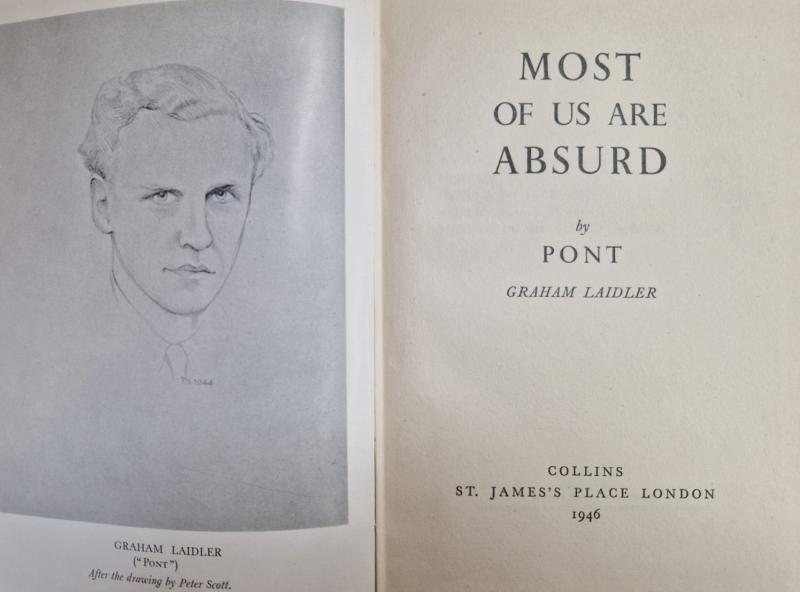 GRAHAM LAIDLER
("PONT")
After the drawing by Peter Scott.
MOST
OF US ARE
ABSURD
by
PONT
GRAHAM LAIDLER
COLLINS
ST. JAMES'S PLACE LONDON
1946